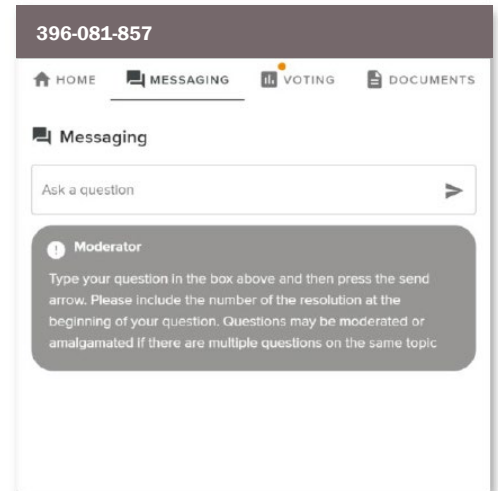 396-081-857
HOME MESSAGING VOTING DOCUMENTS
Messaging
Ask a question
Moderator
Type your question in the box above and then press the send
arrow. Please include the number of the resolution at the
beginning of your question. Questions may be moderated or
amalgamated if there are multiple questions on the same topic